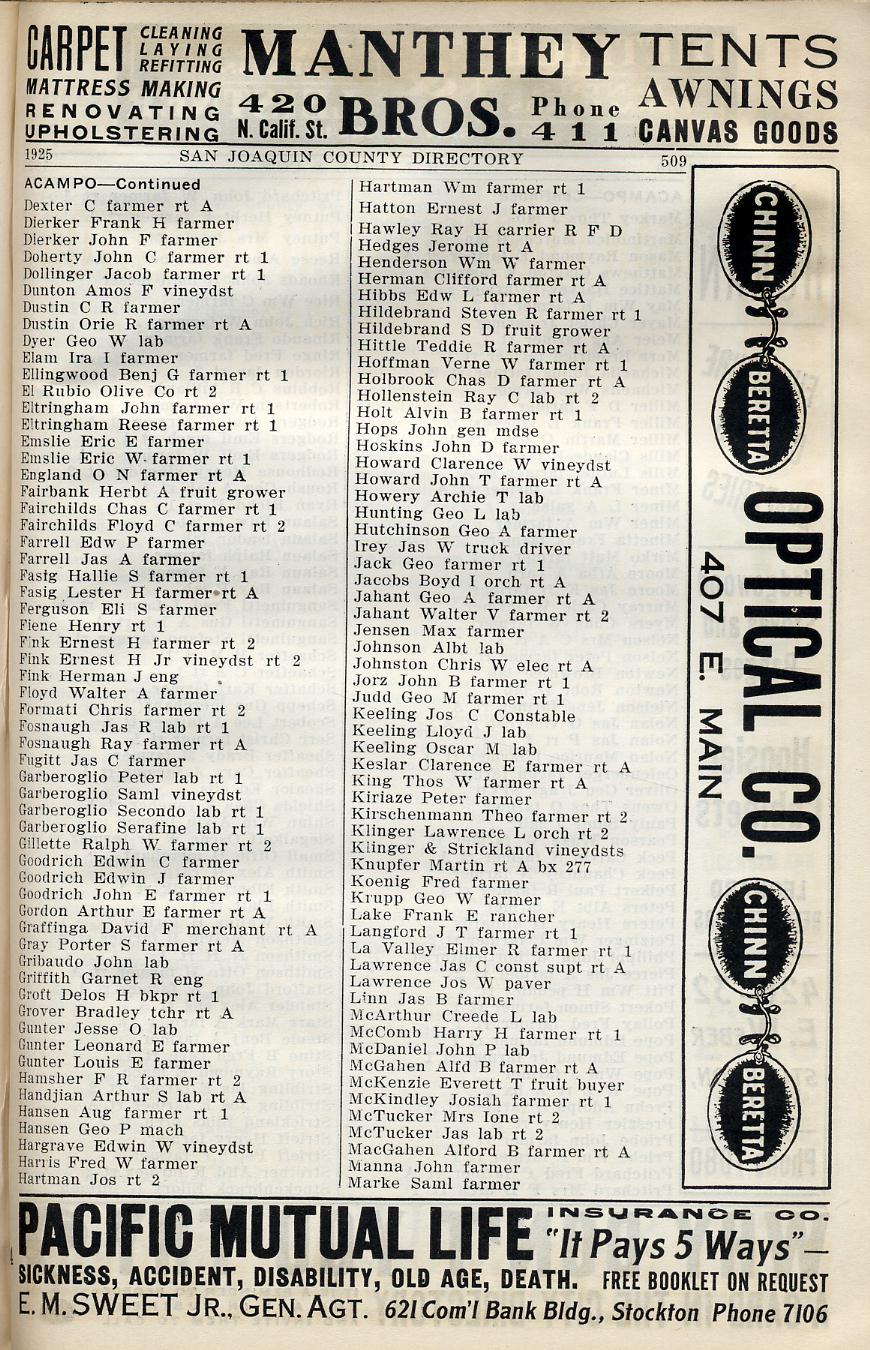 CARPET CLEANING
LAYING
REFITTING
MATTRESS MAKING
RENOVATING
UPHOLSTERING
MANTHEY
420
N. Calif. St.
BROS.
Phone
411
TENTS
AWNINGS
CANVAS GOODS
1925 SAN JOAQUIN COUNTY DIRECTORY 509
ACAMPO—Continued
Dexter C farmer rt A
Dierker Frank H farmer
Dierker John F farmer
Doherty John C farmer rt 1
Dollinger Jacob farmer rt 1
Dunton Amos F vineydst
Dustin C R farmer
Dustin Orie R farmer rt A
Dyer Geo W lab
Elam Ira I farmer
Ellingwood Benj G farmer rt 1
El Rubio Olive Co rt 2
Eltringham John farmer rt 1
Eltringham Reese farmer rt 1
Emslie Eric E farmer
Emslie Eric W farmer rt 1
England O N farmer rt A
Fairbank Herbt A fruit grower
Fairchilds Chas C farmer rt 1
Fairchilds Floyd C farmer rt 2
Farrell Edw P farmer
Farrell Jas A farmer
Fasig Hallie S farmer rt 1
Fasig Lester H farmer rt A
Ferguson Eli S farmer
Fiene Henry rt 1
Fink Ernest H farmer rt 2
Fink Ernest H Jr vineydst rt 2
Fink Herman J eng
Floyd Walter A farmer
Formati Chris farmer rt 2
Fosnaugh Jas R lab rt 1
Fosnaugh Ray farmer rt A
Fugitt Jas C farmer
Garberoglio Peter lab rt 1
Garberoglio Saml vineydst
Garberoglio Secondo lab rt 1
Garberoglio Serafine lab rt 1
Gillette Ralph W farmer rt 2
Goodrich Edwin C farmer
Goodrich Edwin J farmer
Goodrich John E farmer rt 1
Gordon Arthur E farmer rt A
Graffinga David F merchant rt A
Gray Porter S farmer rt A
Gribaudo John lab
Griffith Garnet R eng
Groft Delos H bkpr rt 1
Grover Bradley tchr rt A
Gunter Jesse O lab
Gunter Leonard E farmer
Gunter Louis E farmer
Hamsher F R farmer rt 2
Handjian Arthur S lab rt A
Hansen Aug farmer rt 1
Hansen Geo P mach
Hargrave Edwin W vineydst
Harris Fred W farmer
Hartman Jos rt 2
Hartman Wm farmer rt 1
Hatton Ernest J farmer
Hawley Ray H carrier R F D
Hedges Jerome rt A
Henderson Wm W farmer
Herman Clifford farmer rt A
Hibbs Edw L farmer rt A
Hildebrand Steven R farmer rt 1
Hildebrand S D fruit grower
Hittle Teddie R farmer rt A
Hoffman Verne W farmer rt 1
Holbrook Chas D farmer rt A
Hollenstein Ray C lab rt 2
Holt Alvin B farmer rt 1
Hops John gen mdse
Hoskins John D farmer
Howard Clarence W vineydst
Howard John T farmer rt A
Howery Archie T lab
Hunting Geo L lab
Hutchinson Geo A farmer
Irey Jas W truck driver
Jack Geo farmer rt 1
Jacobs Boyd I orch rt A
Jahant Geo A farmer rt A
Jahant Walter V farmer rt 2
Jensen Max farmer
Johnson Albt lab
Johnston Chris W elec rt A
Jorz John B farmer rt 1
Judd Geo M farmer rt 1
Keeling Jos C Constable
Keeling Lloyd J lab
Keeling Oscar M lab
Keslar Clarence E farmer rt A
King Thos W farmer rt A
Kiriaze Peter farmer
Kirschenmann Theo farmer rt 2
Klinger Lawrence L orch rt 2
Klinger & Strickland vineydsts
Knupfer Martin rt A bx 277
Koenig Fred farmer
Krupp Geo W farmer
Lake Frank E rancher
Langford J T farmer rt 1
La Valley Elmer R farmer rt 1
Lawrence Jas C const supt rt A
Lawrence Jos W paver
Linn Jas B farmer
McArthur Creede L lab
McComb Harry H farmer rt 1
McDaniel John P lab
McGahen Alfd B farmer rt A
McKenzie Everett T fruit buyer
McKindley Josiah farmer rt 1
McTucker Mrs Ione rt 2
McTucker Jas lab rt 2
MacGahen Alford B farmer rt A
Manna John farmer
Marke Saml farmer
CHINN
BERETTA
OPTICAL CO.
407 E. MAIN
CHINN
BERETTA
PACIFIC MUTUAL LIFE INSURANCE CO.
"It Pays 5 Ways"—
SICKNESS, ACCIDENT, DISABILITY, OLD AGE, DEATH. FREE BOOKLET ON REQUEST
E. M. SWEET JR., GEN. AGT. 621 Com'l Bank Bldg., Stockton Phone 7106